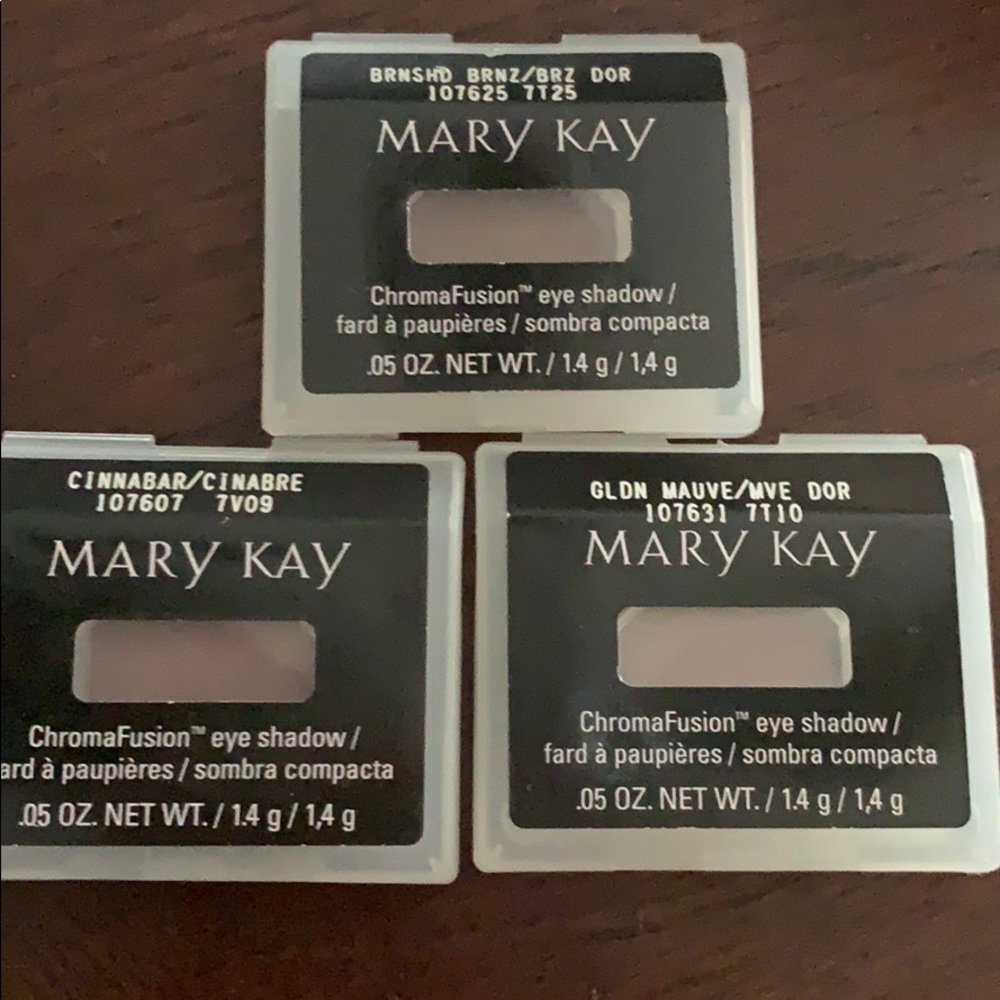 BRNSHD BRNZ/BRZ DOR
107625 7T25
MARY KAY
ChromaFusion™ eye shadow /
fard à paupières / sombra compacta
.05 OZ. NET WT. / 1.4 g / 1,4 g
CINNABAR/CINABRE
107607 7V09
MARY KAY
ChromaFusion™ eye shadow /
ard à paupières / sombra compacta
.05 OZ. NET WT. / 1.4 g / 1,4 g
GLDN MAUVE/MVE DOR
107631 7T10
MARY KAY
ChromaFusion™ eye shadow /
fard à paupières / sombra compacta
.05 OZ. NET WT. / 1.4 g / 1,4 g